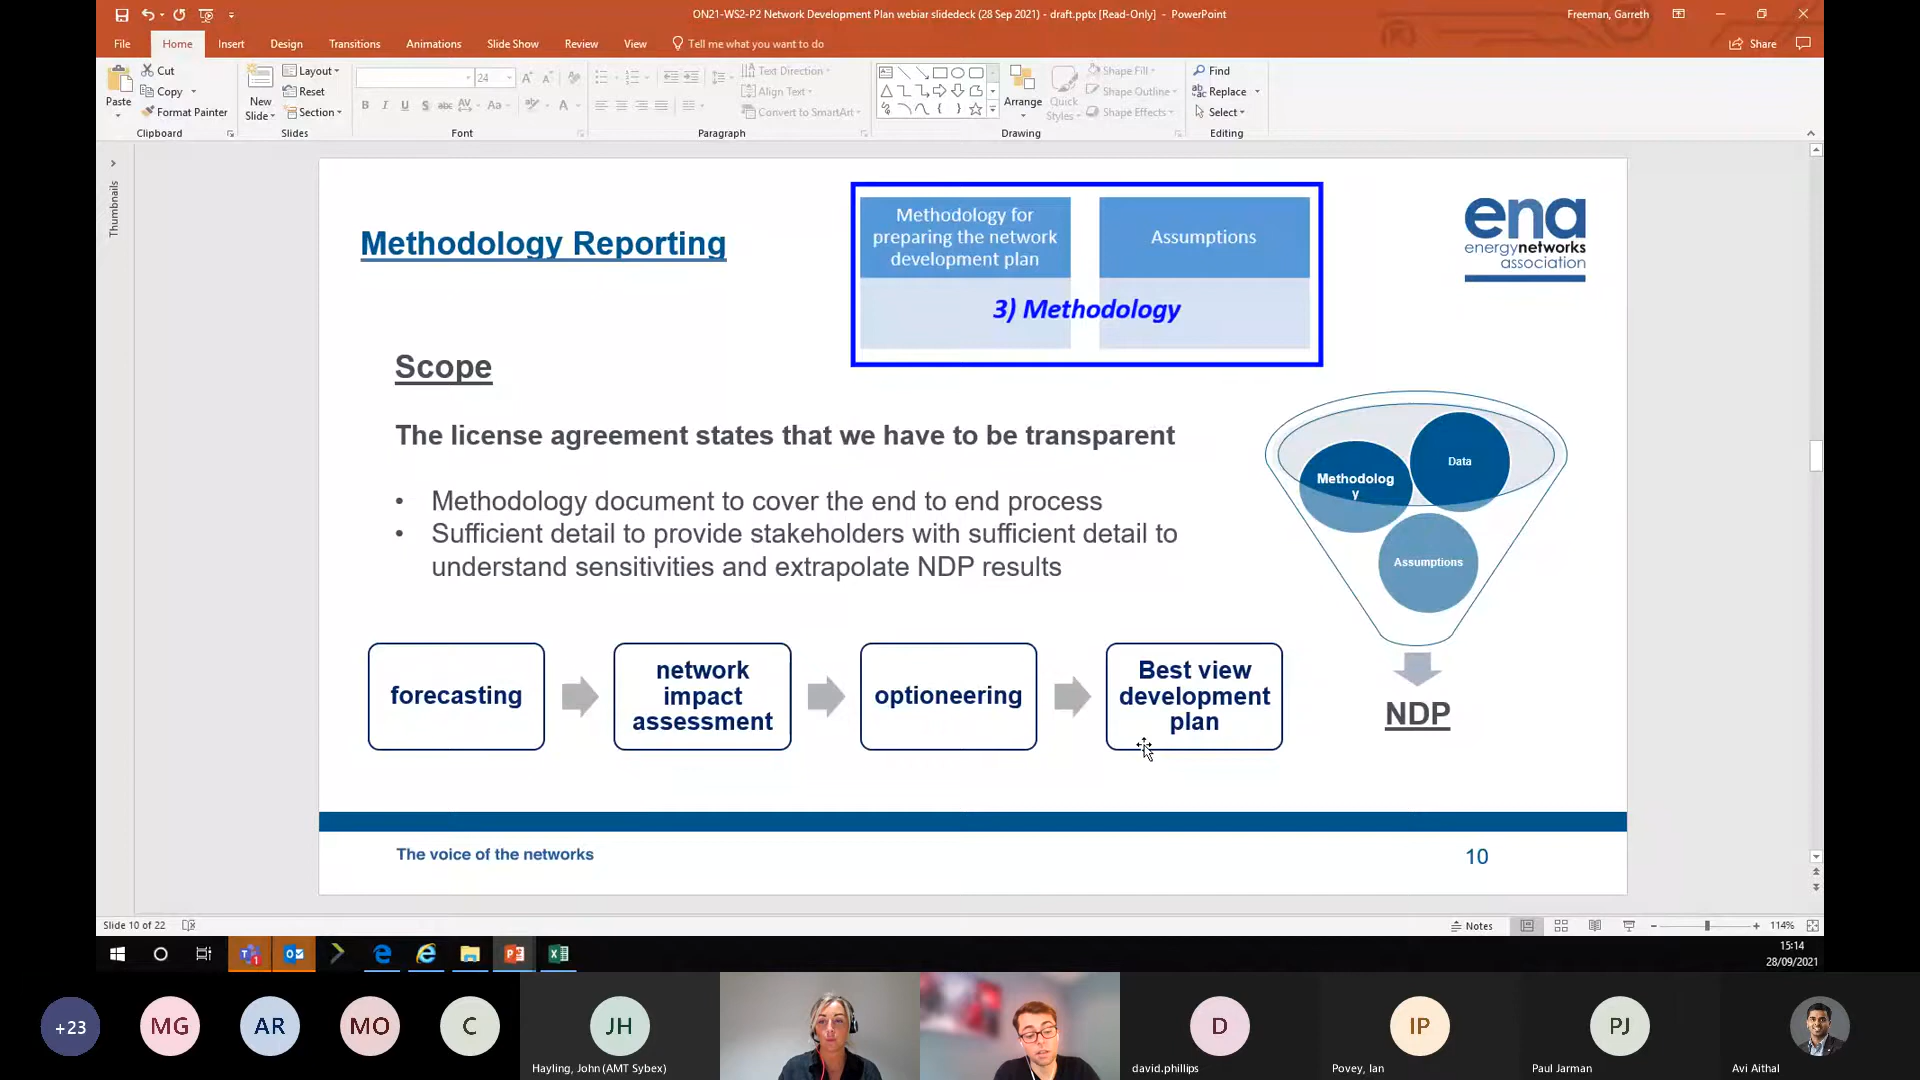 ON21-WS2-P2 Network Development Plan webiar slidedeck (28 Sep 2021) - draft.pptx [Read-Only] - PowerPoint
Freeman, Garreth
File
Home
Insert
Design
Transitions
Animations
Slide Show
Review
View
Tell me what you want to do
Share
Paste
Cut
Copy
Format Painter
Clipboard
New
Slide
Layout
Reset
Section
Slides
24
Font
Text Direction
Align Text
Convert to SmartArt
Paragraph
Arrange
Quick
Styles
Shape Fill
Shape Outline
Shape Effects
Drawing
Find
Replace
Select
Editing
Thumbnails
Methodology Reporting
Methodology for
preparing the network
development plan
Assumptions
3) Methodology
ena
energynetworks
association
Scope
The license agreement states that we have to be transparent
• Methodology document to cover the end to end process
• Sufficient detail to provide stakeholders with sufficient detail to
understand sensitivities and extrapolate NDP results
Methodolog
y
Data
Assumptions
NDP
forecasting
network
impact
assessment
optioneering
Best view
development
plan
The voice of the networks
10
Slide 10 of 22
Notes
114%
15:14
28/09/2021
+23
MG
AR
MO
C
JH
Hayling, John (AMT Sybex)
D
david.phillips
IP
Povey, Ian
PJ
Paul Jarman
Avi Aithal